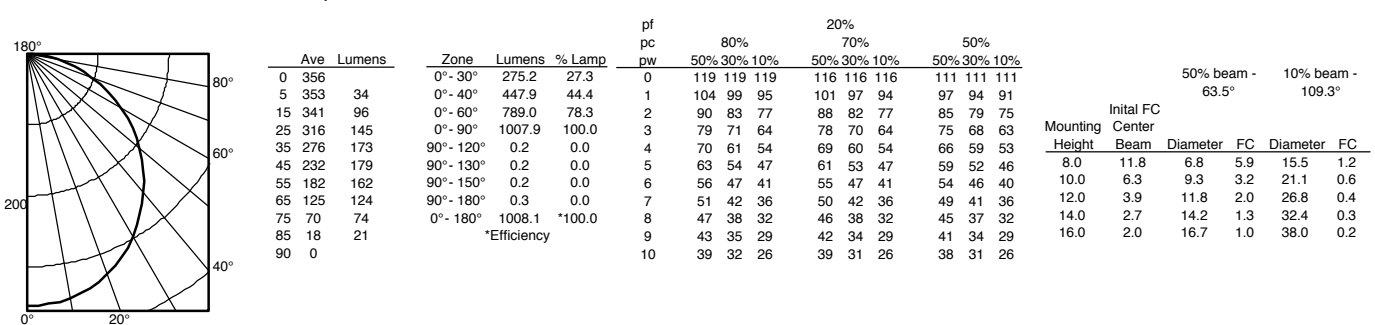 180°
80°
60°
200
40°
0° 20°
Ave Lumens
0 356
5 353 34
15 341 96
25 316 145
35 276 173
45 232 179
55 182 162
65 125 124
75 70 74
85 18 21
90 0
Zone Lumens % Lamp
0°- 30° 275.2 27.3
0°- 40° 447.9 44.4
0°- 60° 789.0 78.3
0°- 90° 1007.9 100.0
90°- 120° 0.2 0.0
90°- 130° 0.2 0.0
90°- 150° 0.2 0.0
90°- 180° 0.3 0.0
0°- 180° 1008.1 *100.0
*Efficiency
pf 20%
pc 80% 70% 50%
pw 50% 30% 10% 50% 30% 10% 50% 30% 10%
0 119 119 119 116 116 116 111 111 111
1 104 99 95 101 97 94 97 94 91
2 90 83 77 88 82 77 85 79 75
3 79 71 64 78 70 64 75 68 63
4 70 61 54 69 60 54 66 59 53
5 63 54 47 61 53 47 59 52 46
6 56 47 41 55 47 41 54 46 40
7 51 42 36 50 42 36 49 41 36
8 47 38 32 46 38 32 45 37 32
9 43 35 29 42 34 29 41 34 29
10 39 32 26 39 31 26 38 31 26
50% beam - 10% beam -
63.5° 109.3°
Inital FC
Mounting Center
Height Beam Diameter FC Diameter FC
8.0 11.8 6.8 5.9 15.5 1.2
10.0 6.3 9.3 3.2 21.1 0.6
12.0 3.9 11.8 2.0 26.8 0.4
14.0 2.7 14.2 1.3 32.4 0.3
16.0 2.0 16.7 1.0 38.0 0.2